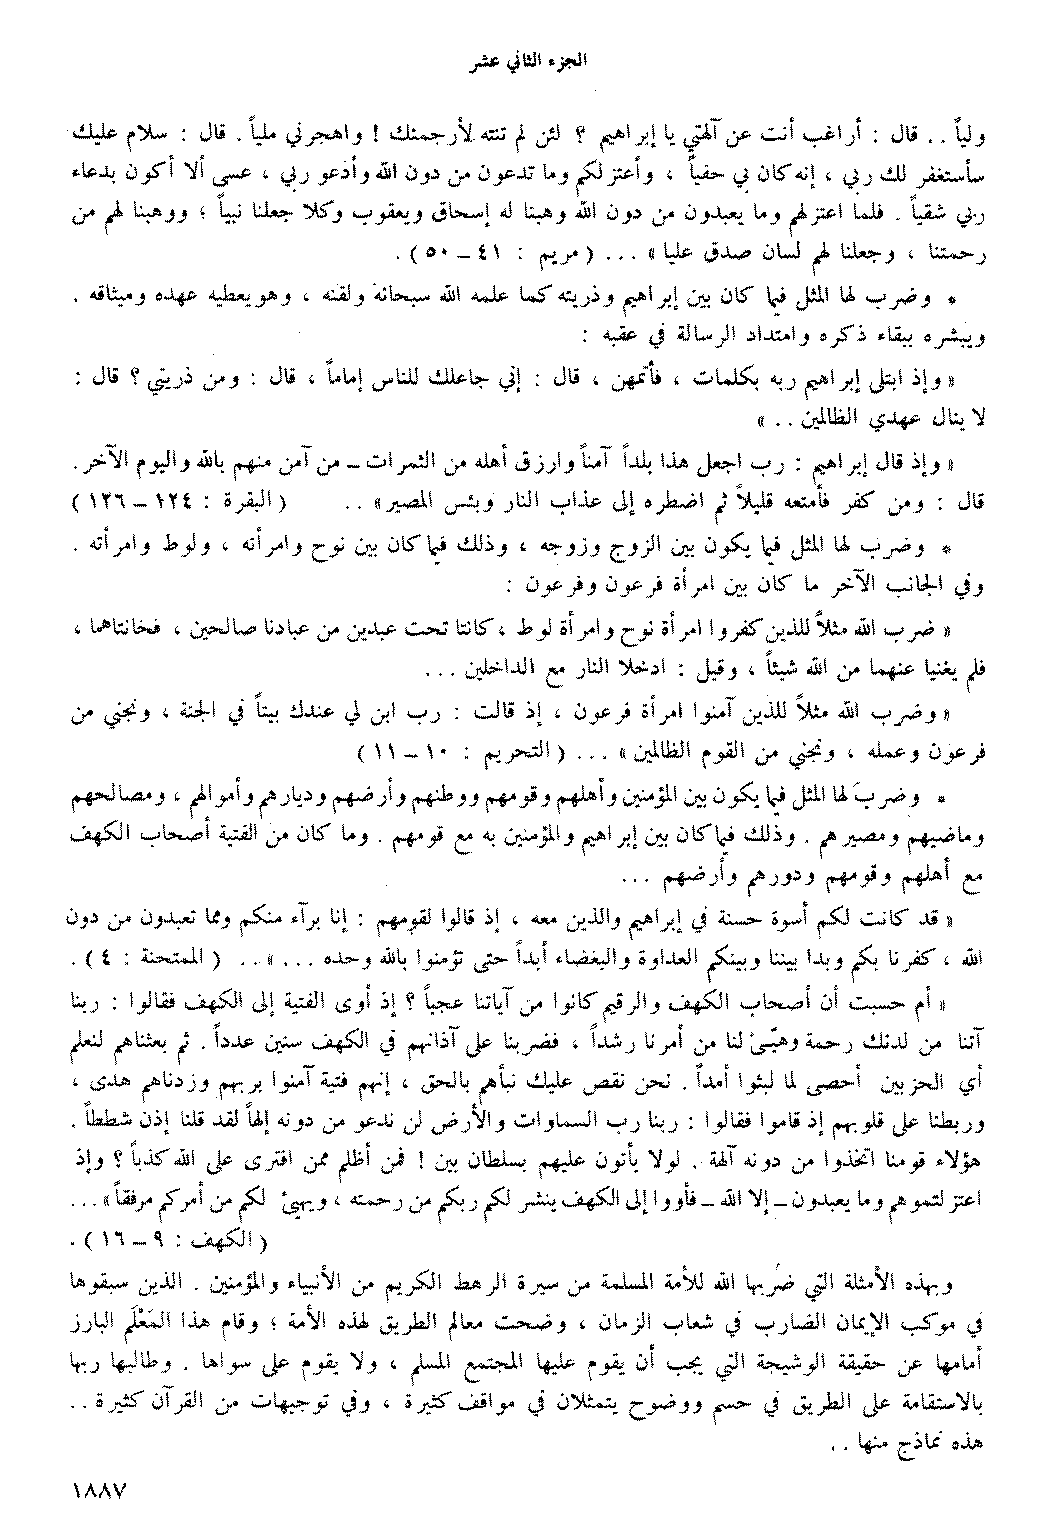 الجزء الثاني عشر
ولياً .. قال : أراغب أنت عن آلهتي يا إبراهيم ؟ لئن لم تنته لأرجمنك ! واهجرني ملياً . قال : سلام عليك
سأستغفر لك ربي ، إنه كان بي حفياً ، وأعتزلكم وما تدعون من دون الله وأدعو ربي ، عسى ألا أكون بدعاء
ربي شقياً . فلما اعتزلهم وما يعبدون من دون الله وهبنا له إسحاق ويعقوب وكلا جعلنا نبياً ؛ ووهبنا لهم من
رحمتنا ، وجعلنا لهم لسان صدق عليا » ... ( مريم : ٤١ – ٥٠ ) .
* وضرب لها المثل فيما كان بين إبراهيم وذريته كما علمه الله سبحانه ولقنه ، وهو يعطيه عهده وميثاقه .
ويبشره ببقاء ذكره وامتداد الرسالة في عقبه :
« وإذ ابتلى إبراهيم ربه بكلمات ، فأتمهن ، قال : إني جاعلك للناس إماماً ، قال : ومن ذريتي ؟ قال :
لا ينال عهدي الظالمين .. »
« وإذ قال إبراهيم : رب اجعل هذا بلداً آمناً وارزق أهله من الثمرات – من آمن منهم بالله واليوم الآخر .
قال : ومن كفر فأمتعه قليلاً ثم اضطره إلى عذاب النار وبئس المصير » .. ( البقرة : ١٢٤ – ١٢٦ )
* وضرب لها المثل فيما يكون بين الزوج وزوجه ، وذلك فيما كان بين نوح وامرأته ، ولوط وامرأته .
وفي الجانب الآخر ما كان بين امرأة فرعون وفرعون :
« ضرب الله مثلاً للذين كفروا امرأة نوح وامرأة لوط ، كانتا تحت عبدين من عبادنا صالحين ، فخانتاهما ،
فلم يغنيا عنهما من الله شيئاً ، وقيل : ادخلا النار مع الداخلين ...
« وضرب الله مثلاً للذين آمنوا امرأة فرعون ، إذ قالت : رب ابن لي عندك بيتاً في الجنة ، ونجني من
فرعون وعمله ، ونجني من القوم الظالمين » ... ( التحريم : ١٠ – ١١ )
* وضربَ لها المثل فيما يكون بين المؤمنين وأهلهم وقومهم ووطنهم وأرضهم وديارهم وأموالهم ، ومصالحهم
وماضيهم ومصيرهم . وذلك فيما كان بين إبراهيم والمؤمنين به مع قومهم . وما كان من الفتية أصحاب الكهف
مع أهلهم وقومهم ودورهم وأرضهم ...
« قد كانت لكم أسوة حسنة في إبراهيم والذين معه ، إذ قالوا لقومهم : إنا برآء منكم ومما تعبدون من دون
الله ، كفرنا بكم وبدا بيننا وبينكم العداوة والبغضاء أبداً حتى تؤمنوا بالله وحده ... » .. ( الممتحنة : ٤ ) .
« أم حسبت أن أصحاب الكهف والرقيم كانوا من آياتنا عجباً ؟ إذ أوى الفتية إلى الكهف فقالوا : ربنا
آتنا من لدنك رحمة وهيّئ لنا من أمرنا رشداً ، فضربنا على آذانهم في الكهف سنين عدداً . ثم بعثناهم لنعلم
أي الحزبين أحصى لما لبثوا أمداً . نحن نقص عليك نبأهم بالحق ، إنهم فتية آمنوا بربهم وزدناهم هدى ،
وربطنا على قلوبهم إذ قاموا فقالوا : ربنا رب السماوات والأرض لن ندعو من دونه إلهاً لقد قلنا إذن شططاً .
هؤلاء قومنا اتخذوا من دونه آلهة . لولا يأتون عليهم بسلطان بين ! فمن أظلم ممن افترى على الله كذباً ؟ وإذ
اعتزلتموهم وما يعبدون – إلا الله – فأووا إلى الكهف ينشر لكم ربكم من رحمته ، ويهيئ لكم من أمركم مرفقاً » ...
( الكهف : ٩ – ١٦ ) .
وبهذه الأمثلة التي ضربها الله للأمة المسلمة من سيرة الرهط الكريم من الأنبياء والمؤمنين . الذين سبقوها
في موكب الإيمان الضارب في شعاب الزمان ، وضحت معالم الطريق لهذه الأمة ؛ وقام هذا المَعْلَم البارز
أمامها عن حقيقة الوشيجة التي يجب أن يقوم عليها المجتمع المسلم ، ولا يقوم على سواها . وطالبها ربها
بالاستقامة على الطريق في حسم ووضوح يتمثلان في مواقف كثيرة ، وفي توجيهات من القرآن كثيرة ..
هذه نماذج منها ..
١٨٨٧